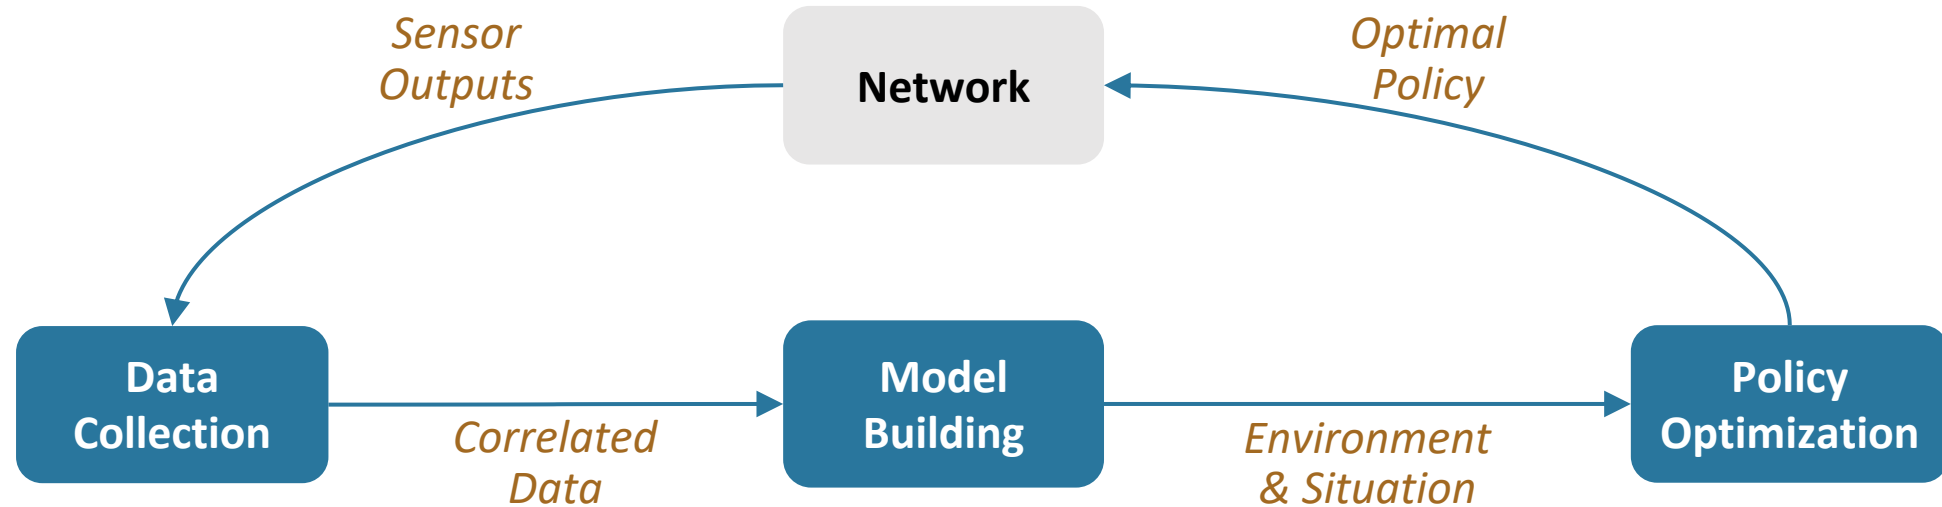 Sensor
Outputs
Network
Optimal
Policy
Data
Collection
Correlated
Data
Model
Building
Environment
& Situation
Policy
Optimization